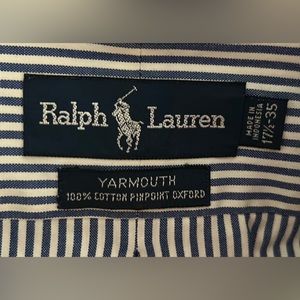 Ralph Lauren
MADE IN
INDONESIA
17½-35
YARMOUTH
100% COTTON PINPOINT OXFORD